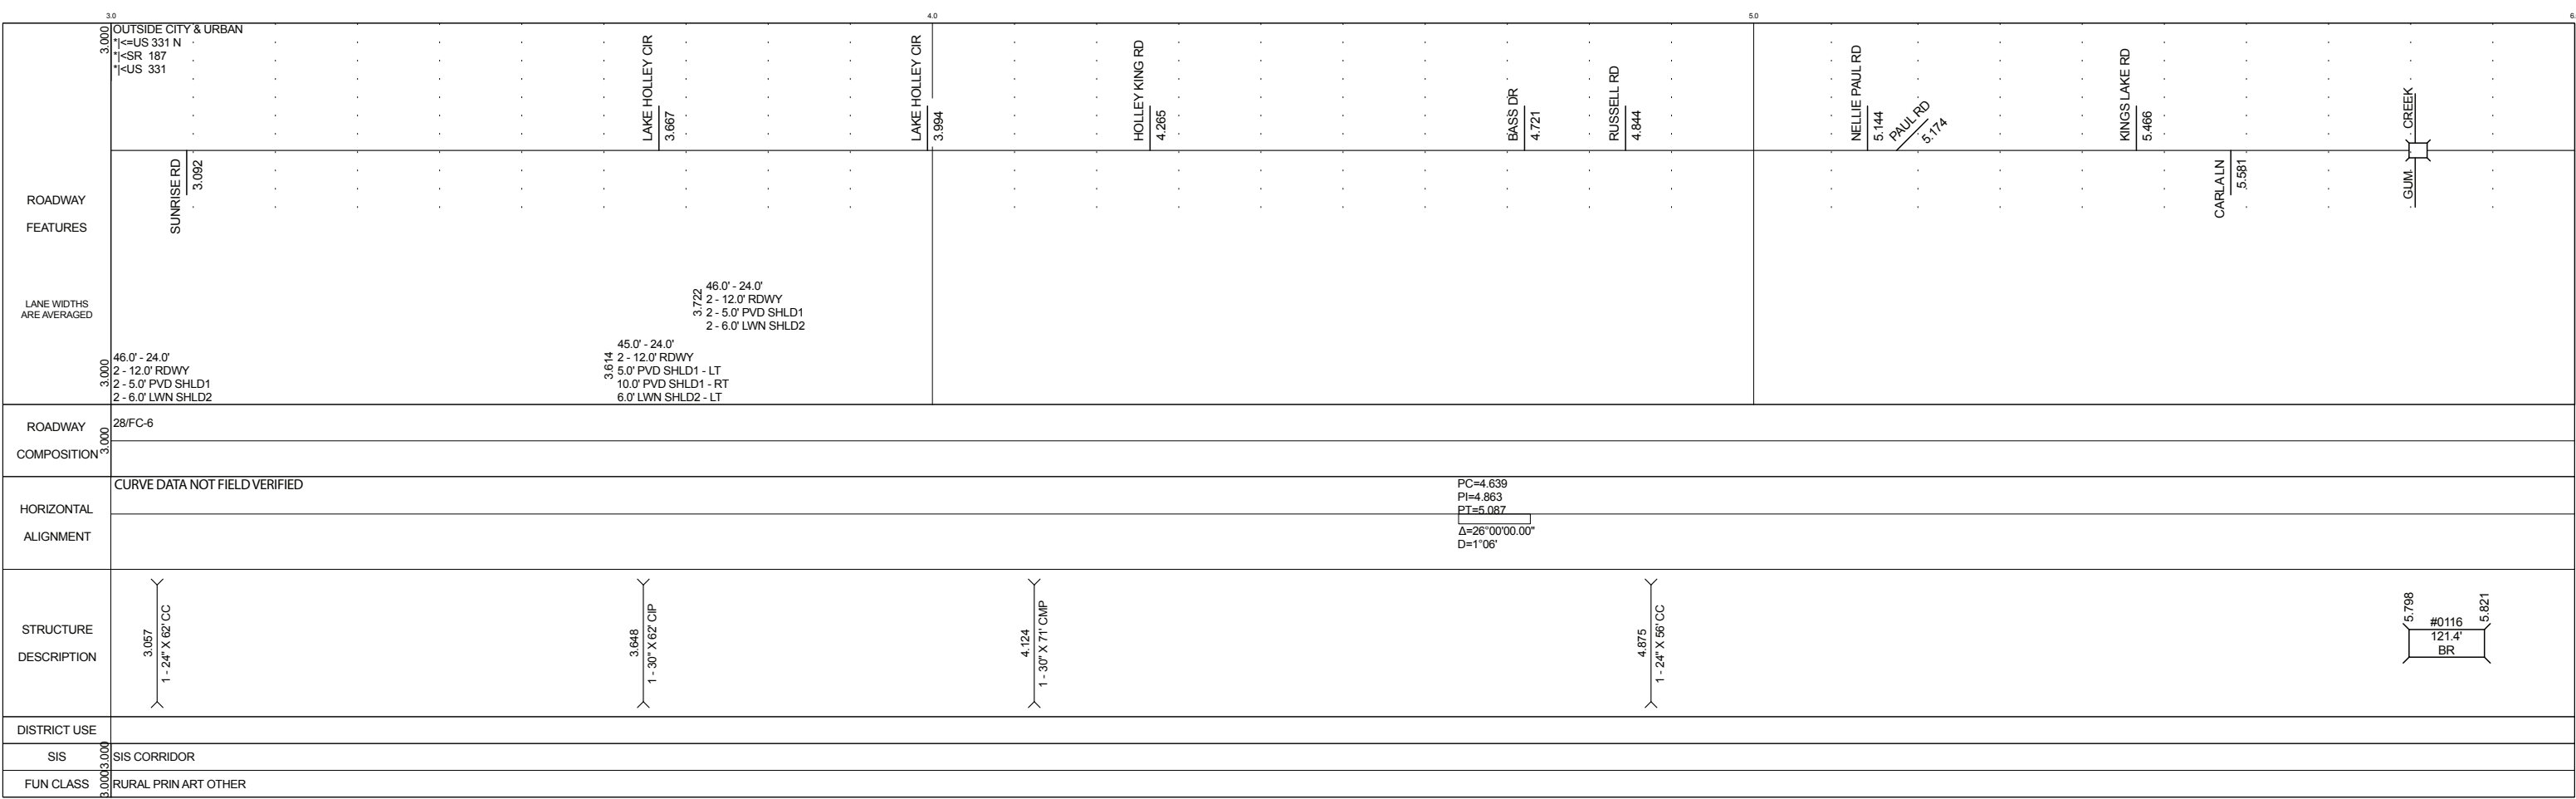 3.0
4.0
5.0
6.
3.000
OUTSIDE CITY & URBAN
*|<=US 331 N
*|<SR 187
*|<US 331
SUNRISE RD
3.092
LAKE HOLLEY CIR
3.667
LAKE HOLLEY CIR
3.994
HOLLEY KING RD
4.265
BASS DR
4.721
RUSSELL RD
4.844
NELLIE PAUL RD
5.144
PAUL RD
5.174
KINGS LAKE RD
5.466
CARLA LN
5.581
GUM CREEK
ROADWAY
FEATURES
LANE WIDTHS
ARE AVERAGED
3.000
46.0' - 24.0'
2 - 12.0' RDWY
2 - 5.0' PVD SHLD1
2 - 6.0' LWN SHLD2
3.614
45.0' - 24.0'
2 - 12.0' RDWY
5.0' PVD SHLD1 - LT
10.0' PVD SHLD1 - RT
6.0' LWN SHLD2 - LT
3.722
46.0' - 24.0'
2 - 12.0' RDWY
2 - 5.0' PVD SHLD1
2 - 6.0' LWN SHLD2
ROADWAY
COMPOSITION
3.000
28/FC-6
HORIZONTAL
ALIGNMENT
CURVE DATA NOT FIELD VERIFIED
PC=4.639
PI=4.863
PT=5.087
Δ=26°00'00.00"
D=1°06'
STRUCTURE
DESCRIPTION
3.057
1 - 24" X 62' CC
3.648
1 - 30" X 62' CIP
4.124
1 - 30" X 71' CMP
4.875
1 - 24" X 56' CC
5.798
#0116
121.4'
BR
5.821
DISTRICT USE
SIS
3.000
SIS CORRIDOR
FUN CLASS
3.000
RURAL PRIN ART OTHER